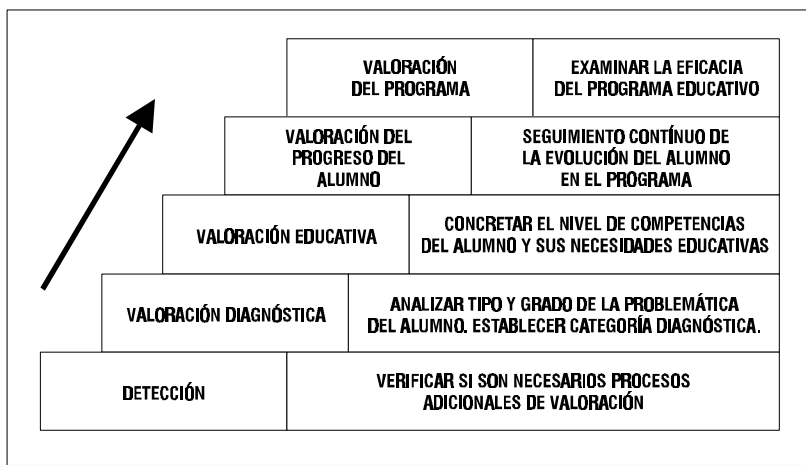 VALORACIÓN
DEL PROGRAMA
EXAMINAR LA EFICACIA
DEL PROGRAMA EDUCATIVO
VALORACIÓN DEL
PROGRESO DEL
ALUMNO
SEGUIMIENTO CONTÍNUO DE
LA EVOLUCIÓN DEL ALUMNO
EN EL PROGRAMA
VALORACIÓN EDUCATIVA
CONCRETAR EL NIVEL DE COMPETENCIAS
DEL ALUMNO Y SUS NECESIDADES EDUCATIVAS
VALORACIÓN DIAGNÓSTICA
ANALIZAR TIPO Y GRADO DE LA PROBLEMÁTICA
DEL ALUMNO. ESTABLECER CATEGORÍA DIAGNÓSTICA.
DETECCIÓN
VERIFICAR SI SON NECESARIOS PROCESOS
ADICIONALES DE VALORACIÓN